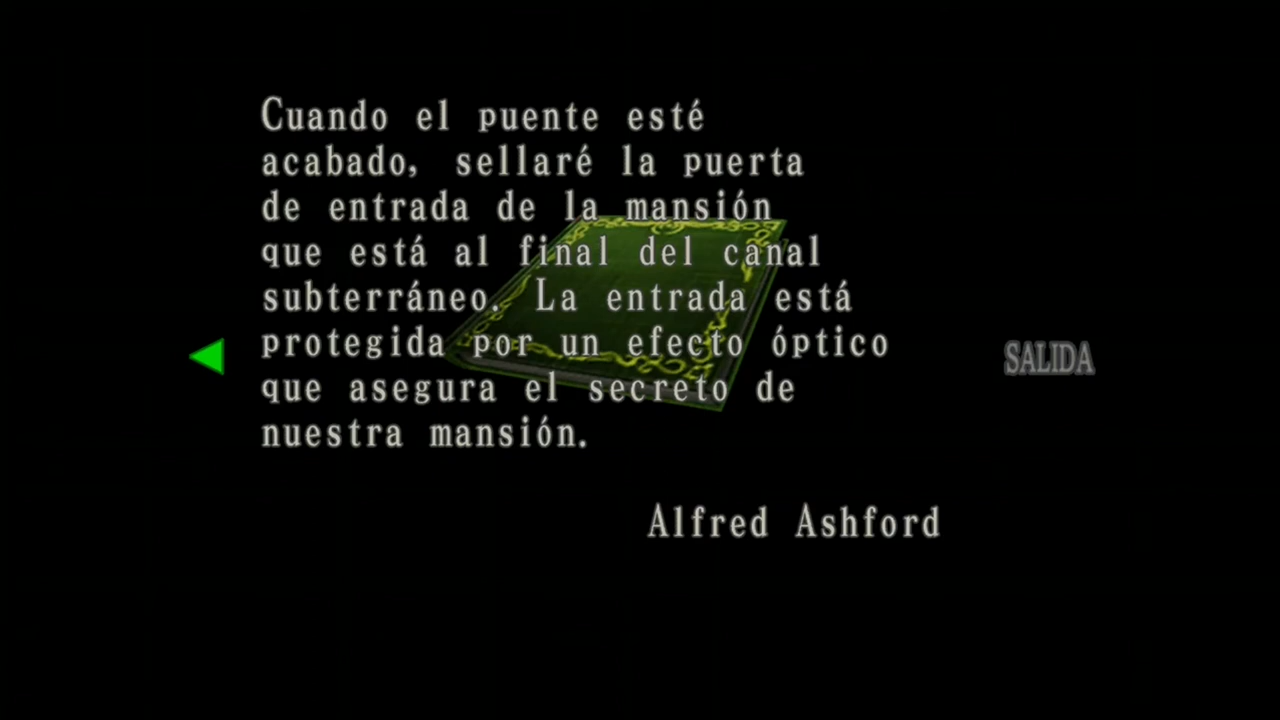 Cuando el puente esté
acabado, sellaré la puerta
de entrada de la mansión
que está al final del canal
subterráneo. La entrada está
protegida por un efecto óptico
que asegura el secreto de
nuestra mansión.
SALIDA
Alfred Ashford